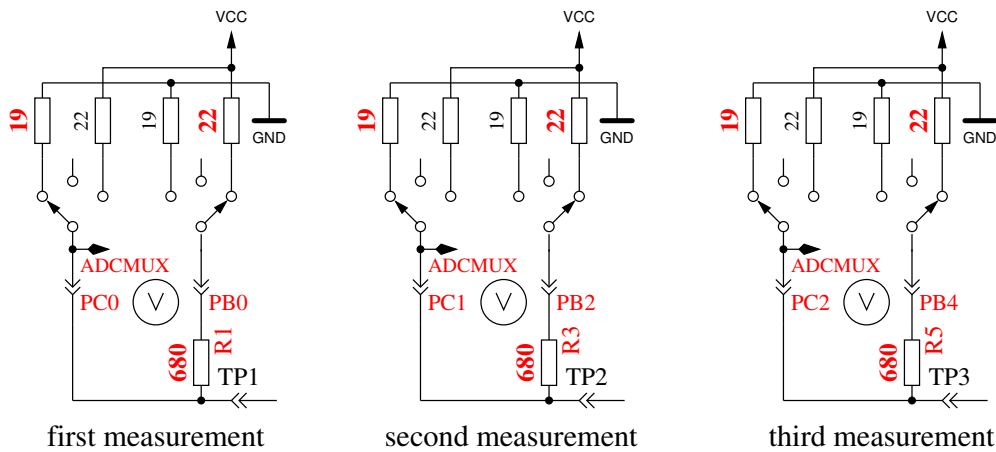 VCC
19
22
19
22
GND
ADCMUX
PC0
V
PB0
R1
680
TP1
first measurement
VCC
19
22
19
22
GND
ADCMUX
PC1
V
PB2
R3
680
TP2
second measurement
VCC
19
22
19
22
GND
ADCMUX
PC2
V
PB4
R5
680
TP3
third measurement